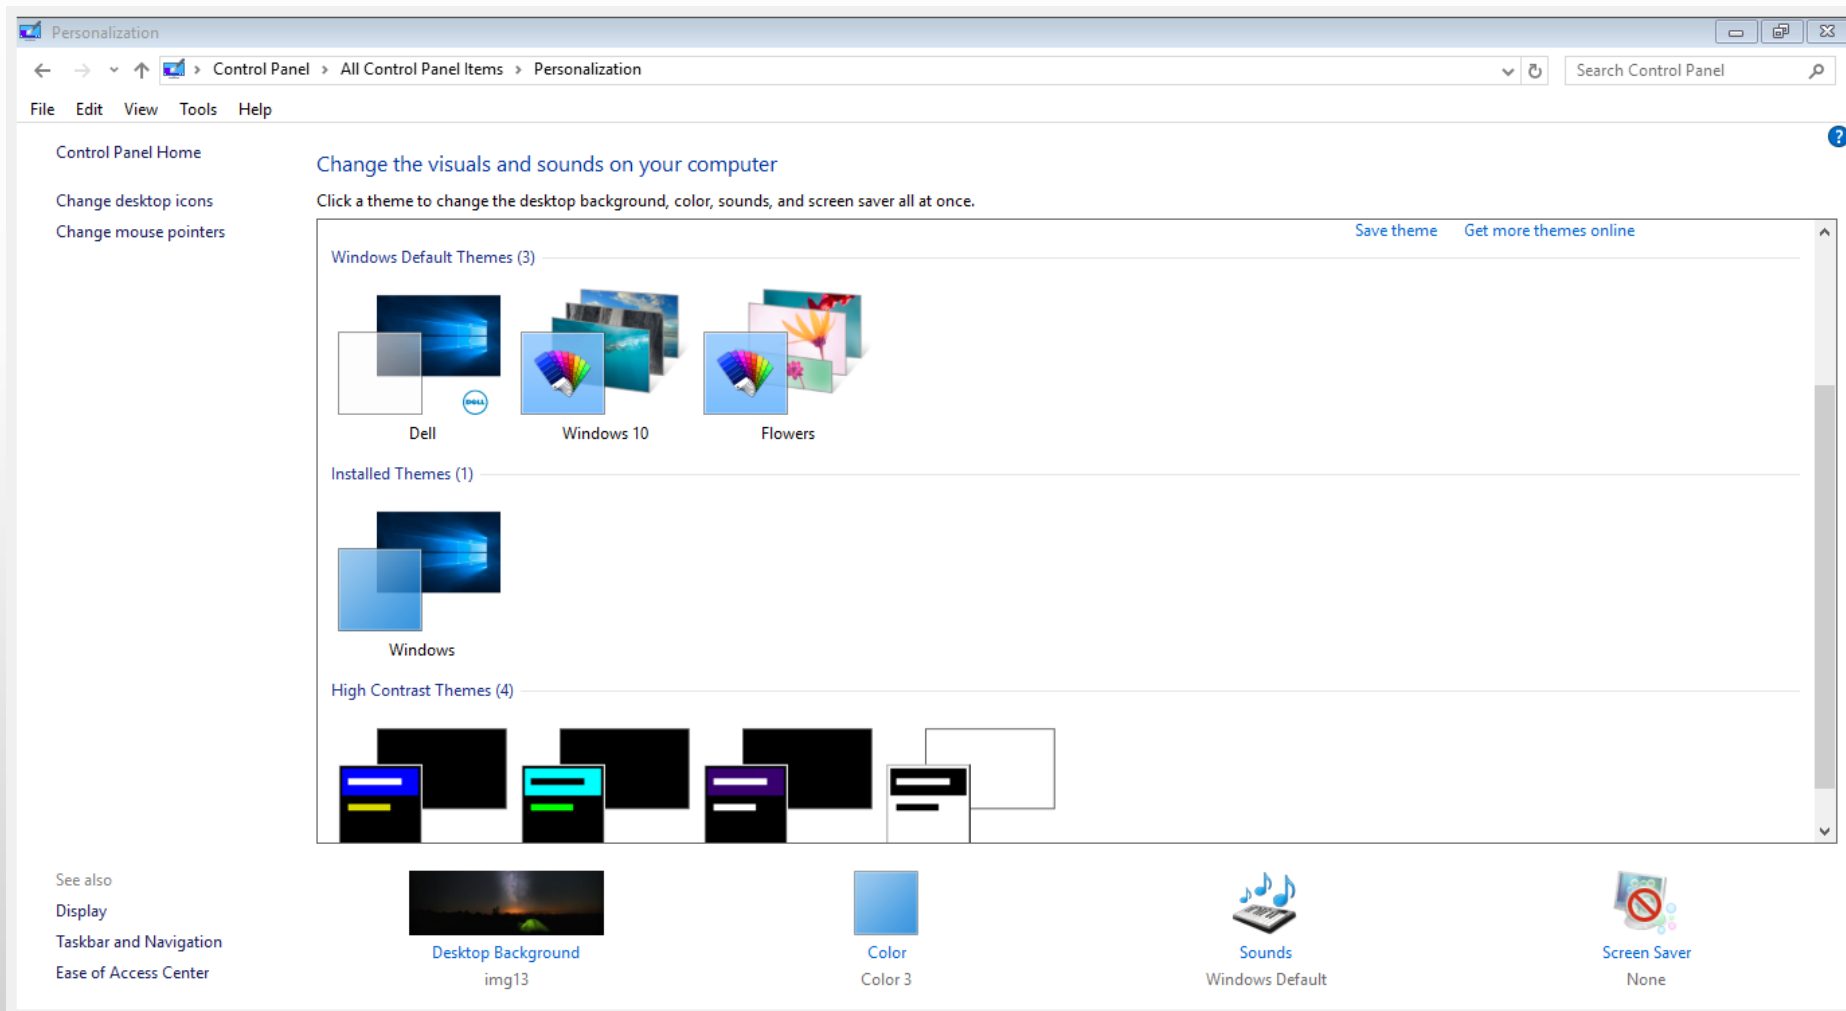 Personalization
Control Panel > All Control Panel Items > Personalization
Search Control Panel
File Edit View Tools Help
?
Control Panel Home
Change desktop icons
Change mouse pointers
Change the visuals and sounds on your computer
Click a theme to change the desktop background, color, sounds, and screen saver all at once.
Save theme Get more themes online
Windows Default Themes (3)
DELL
Dell Windows 10 Flowers
Installed Themes (1)
Windows
High Contrast Themes (4)
See also
Display
Taskbar and Navigation
Ease of Access Center
Desktop Background
img13
Color
Color 3
Sounds
Windows Default
Screen Saver
None